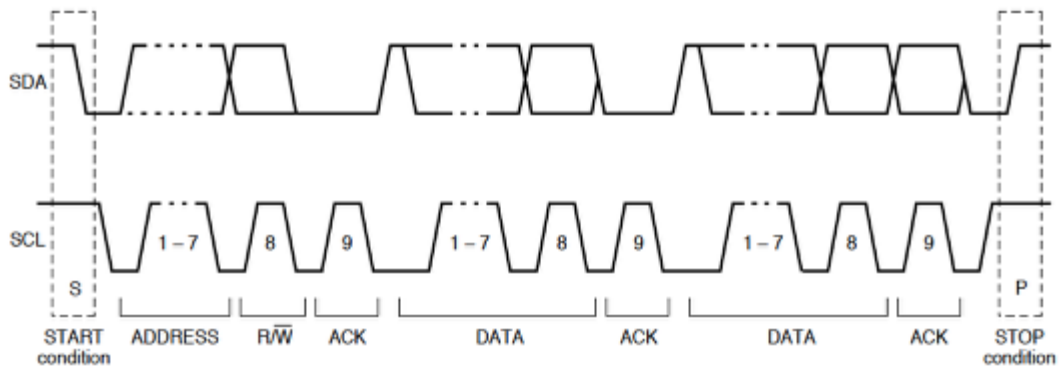 SDA
SCL
1 – 7
8
9
1 – 7
8
9
1 – 7
8
9
S
P
START
condition
ADDRESS
R/W̅
ACK
DATA
ACK
DATA
ACK
STOP
condition